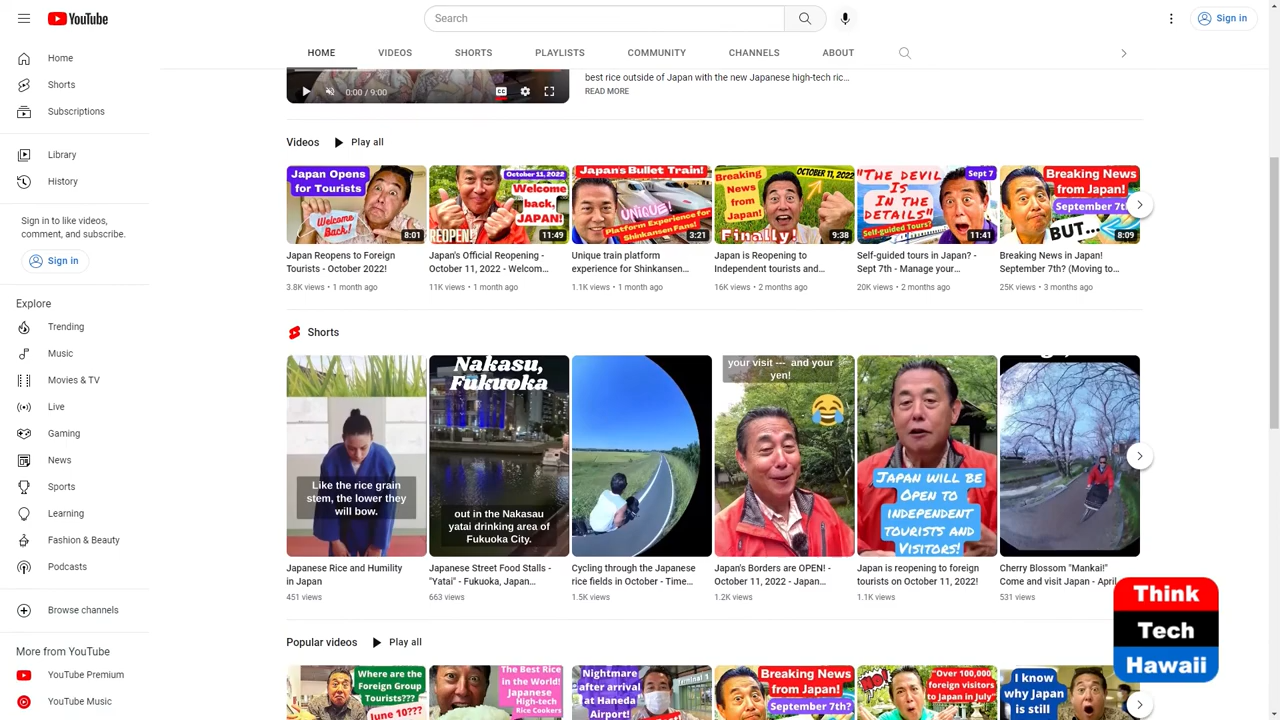 YouTube
Search
Sign in
Home
Shorts
Subscriptions
Library
History
Sign in to like videos,
comment, and subscribe.
Sign in
Explore
Trending
Music
Movies & TV
Live
Gaming
News
Sports
Learning
Fashion & Beauty
Podcasts
Browse channels
More from YouTube
YouTube Premium
YouTube Music
HOME VIDEOS SHORTS PLAYLISTS COMMUNITY CHANNELS ABOUT
0:00 / 9:00
CC
best rice outside of Japan with the new Japanese high-tech ric...
READ MORE
Videos
Play all
Japan Opens
for Tourists
Welcome
Back!
8:01
Japan Reopens to Foreign
Tourists - October 2022!
3.8K views • 1 month ago
October 11, 2022
Welcome
back,
JAPAN!
REOPEN!
11:49
Japan's Official Reopening -
October 11, 2022 - Welcom...
11K views • 1 month ago
Japan's Bullet Train!
UNIQUE!
Platform Experience for
Shinkansen Fans!
3:21
Unique train platform
experience for Shinkansen...
1.1K views • 1 month ago
Breaking
News from
Japan!
OCTOBER 11, 2022
Finally!
9:38
Japan is Reopening to
Independent tourists and...
16K views • 2 months ago
"THE DEVIL
IS
IN THE
DETAILS"
Sept 7
Self-guided Tours
11:41
Self-guided tours in Japan? -
Sept 7th - Manage your...
20K views • 2 months ago
Breaking News
from Japan!
September 7th
BUT...
8:09
Breaking News in Japan!
September 7th? (Moving to...
25K views • 3 months ago
Shorts
Like the rice grain
stem, the lower they
will bow.
Japanese Rice and Humility
in Japan
451 views
Nakasu,
Fukuoka
out in the Nakasu
yatai drinking area of
Fukuoka City.
Japanese Street Food Stalls -
"Yatai" - Fukuoka, Japan...
663 views
Cycling through the Japanese
rice fields in October - Time...
1.5K views
your visit --- and your
yen!
Japan's Borders are OPEN! -
October 11, 2022 - Japan...
1.2K views
JAPAN WILL BE
OPEN TO
INDEPENDENT
TOURISTS AND
VISITORS!
Japan is reopening to foreign
tourists on October 11, 2022!
1.1K views
Cherry Blossom "Mankai!"
Come and visit Japan - April
531 views
Think
Tech
Hawaii
Popular videos
Play all
Where are the
Foreign Group
Tourists???
June 10???
The Best Rice
in the World!
Japanese
High-tech
Rice Cookers
Nightmare
after arrival
at Haneda
Airport!
Terminal 3
Breaking News
from Japan!
September 7th?
"Over 100,000
foreign visitors
to Japan in July"
I know
why Japan
is still